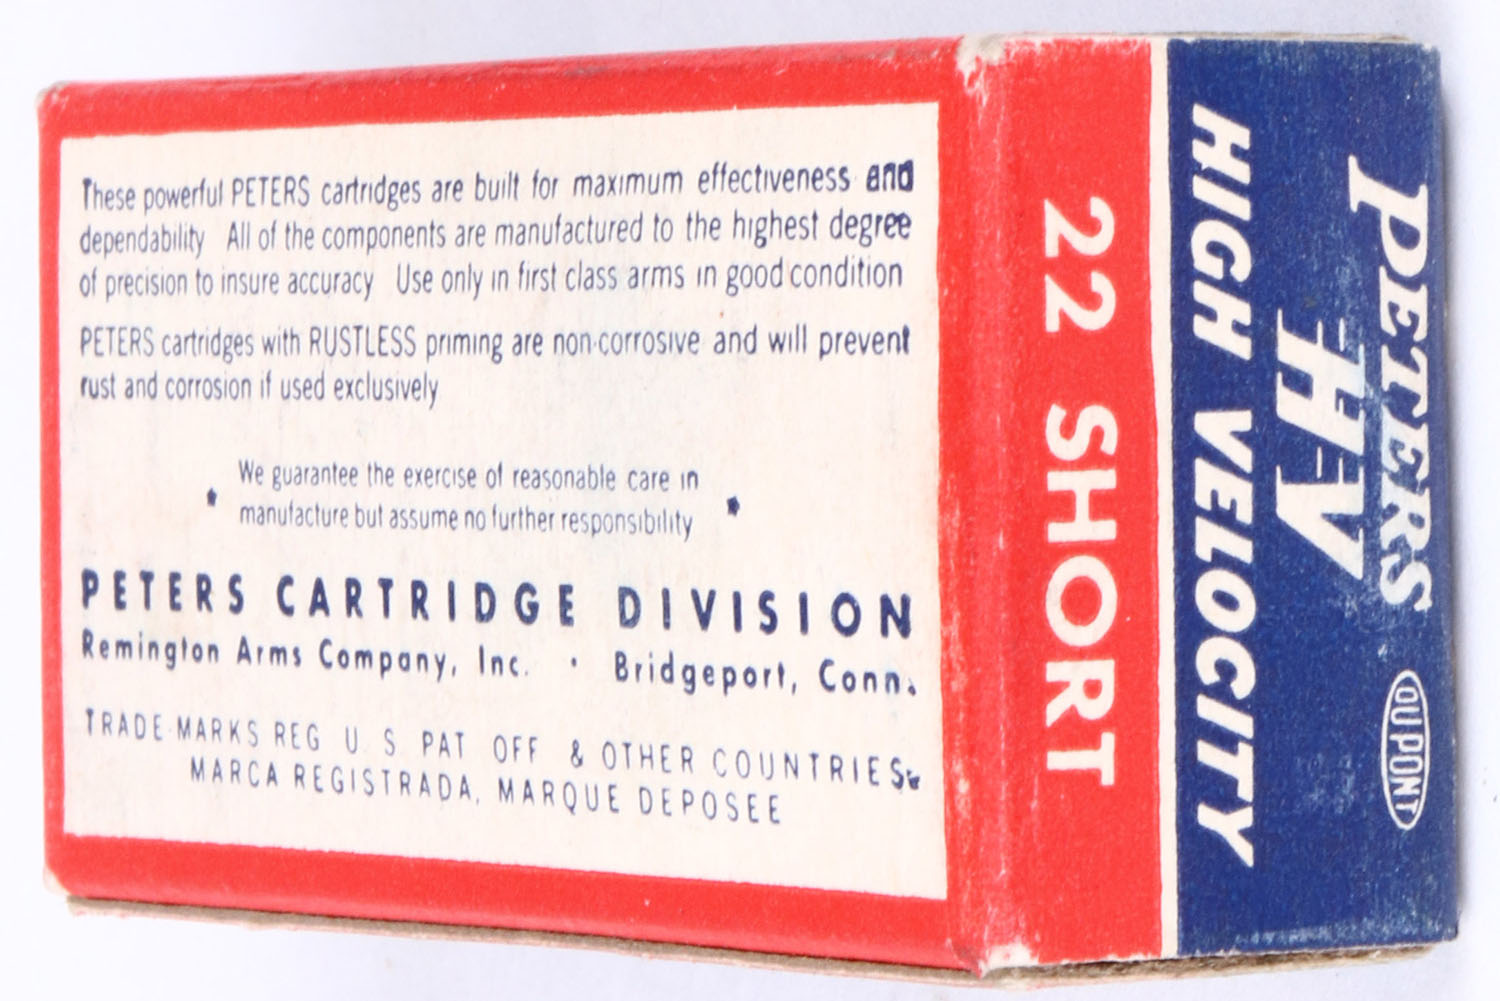 These powerful PETERS cartridges are built for maximum effectiveness and
dependability All of the components are manufactured to the highest degree
of precision to insure accuracy Use only in first class arms in good condition
PETERS cartridges with RUSTLESS priming are non-corrosive and will prevent
rust and corrosion if used exclusively
We guarantee the exercise of reasonable care in
manufacture but assume no further responsibility
PETERS CARTRIDGE DIVISION
Remington Arms Company, Inc. · Bridgeport, Conn.
TRADE-MARKS REG U S PAT OFF & OTHER COUNTRIES
MARCA REGISTRADA, MARQUE DEPOSEE
PETERS
HV
HIGH VELOCITY
22 SHORT
DU PONT